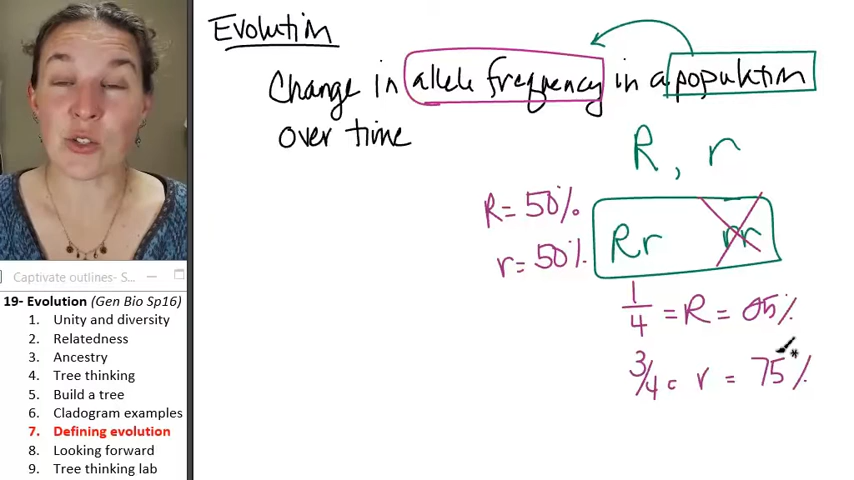 Evolution
Change in allele frequency in a population
over time
R, r
R = 50%
r = 50%
Rr rr
1/4 = R = 25%
3/4 = r = 75%
*
Captivate outlines- S...
19- Evolution (Gen Bio Sp16)
1. Unity and diversity
2. Relatedness
3. Ancestry
4. Tree thinking
5. Build a tree
6. Cladogram examples
7. Defining evolution
8. Looking forward
9. Tree thinking lab